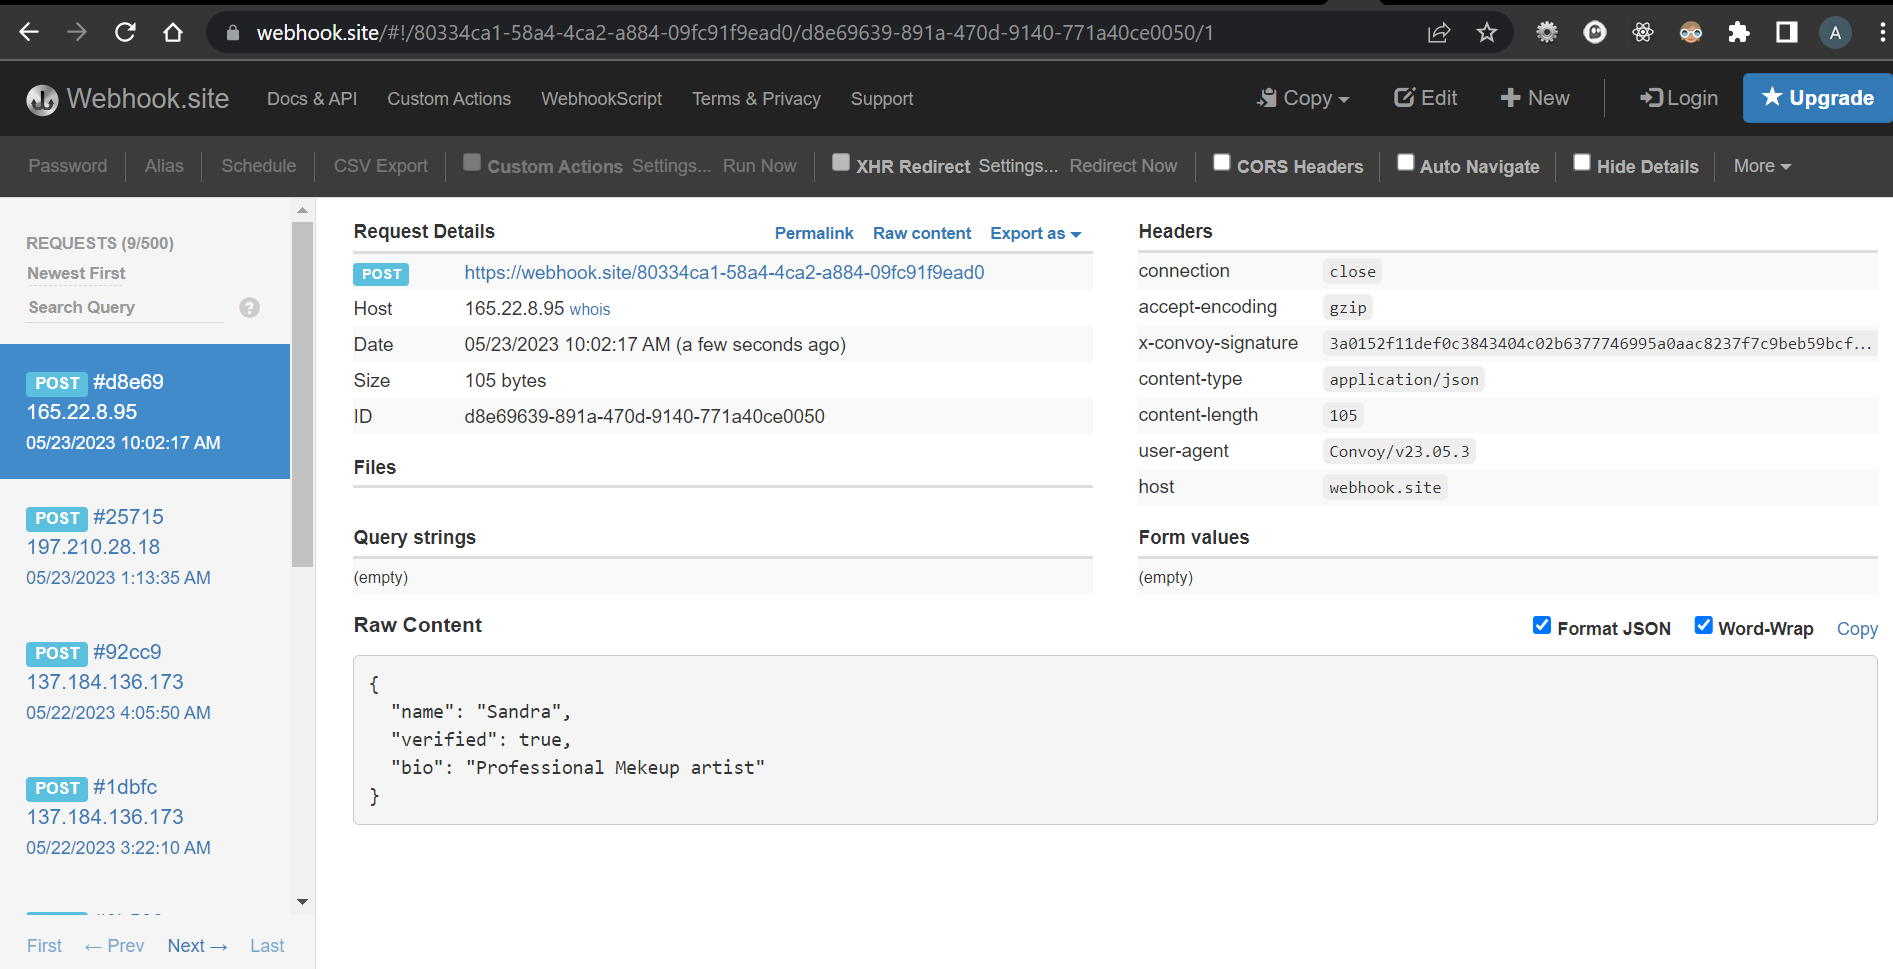 webhook.site/#!/80334ca1-58a4-4ca2-a884-09fc91f9ead0/d8e69639-891a-470d-9140-771a40ce0050/1
A
Webhook.site Docs & API Custom Actions WebhookScript Terms & Privacy Support Copy Edit New Login Upgrade
Password Alias Schedule CSV Export Custom Actions Settings... Run Now XHR Redirect Settings... Redirect Now CORS Headers Auto Navigate Hide Details More
REQUESTS (9/500)
Newest First
Search Query ?
POST #d8e69
165.22.8.95
05/23/2023 10:02:17 AM
POST #25715
197.210.28.18
05/23/2023 1:13:35 AM
POST #92cc9
137.184.136.173
05/22/2023 4:05:50 AM
POST #1dbfc
137.184.136.173
05/22/2023 3:22:10 AM
First ← Prev Next → Last
Request Details Permalink Raw content Export as
POST https://webhook.site/80334ca1-58a4-4ca2-a884-09fc91f9ead0
Host 165.22.8.95 whois
Date 05/23/2023 10:02:17 AM (a few seconds ago)
Size 105 bytes
ID d8e69639-891a-470d-9140-771a40ce0050
Files
Query strings
(empty)
Headers
connection close
accept-encoding gzip
x-convoy-signature 3a0152f11def0c3843404c02b6377746995a0aac8237f7c9beb59bcf...
content-type application/json
content-length 105
user-agent Convoy/v23.05.3
host webhook.site
Form values
(empty)
Raw Content Format JSON Word-Wrap Copy
{
"name": "Sandra",
"verified": true,
"bio": "Professional Mekeup artist"
}